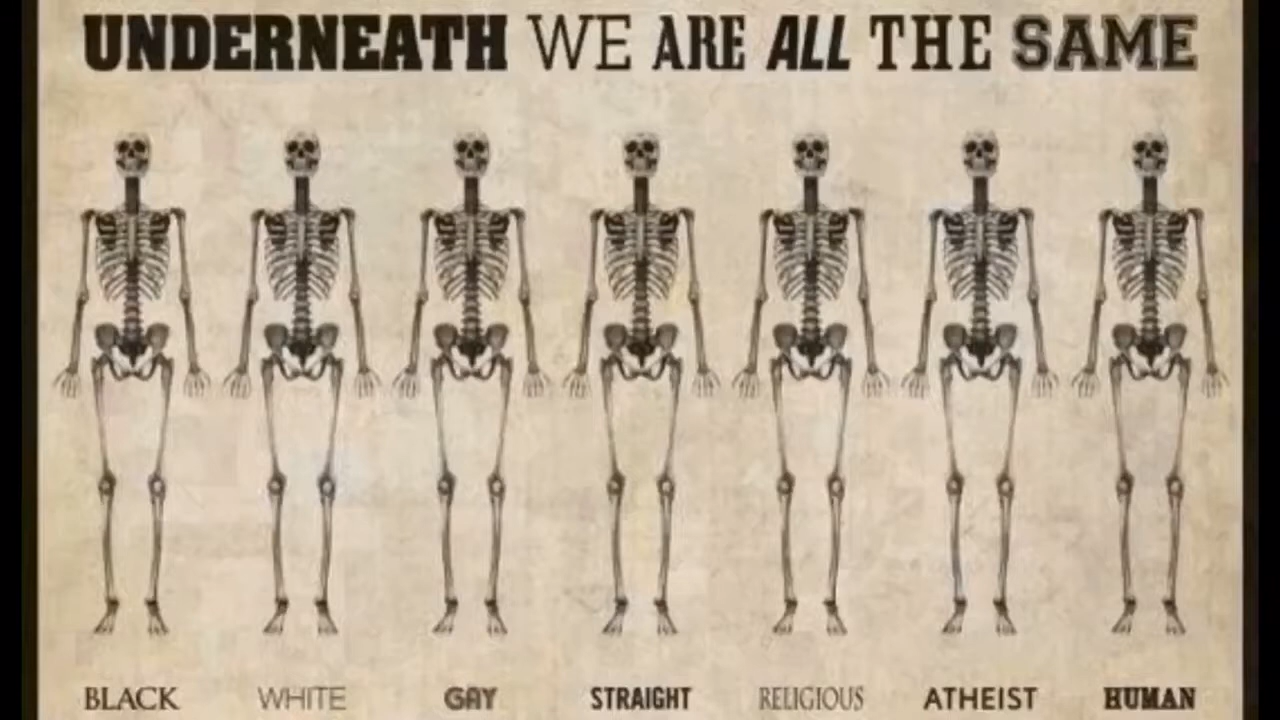 UNDERNEATH WE ARE ALL THE SAME
BLACK WHITE GAY STRAIGHT RELIGIOUS ATHEIST HUMAN